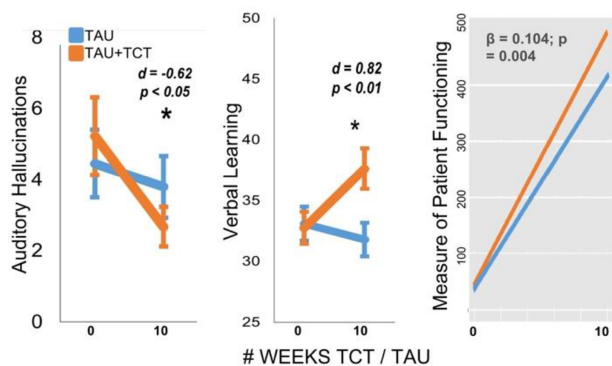 TAU
TAU+TCT
Auditory Hallucinations
8
6
4
2
0
d = -0.62
p < 0.05
*
0
10
Verbal Learning
50
45
40
35
30
25
d = 0.82
p < 0.01
*
0
10
Measure of Patient Functioning
500
400
300
200
100
β = 0.104; p
= 0.004
0
10
# WEEKS TCT / TAU